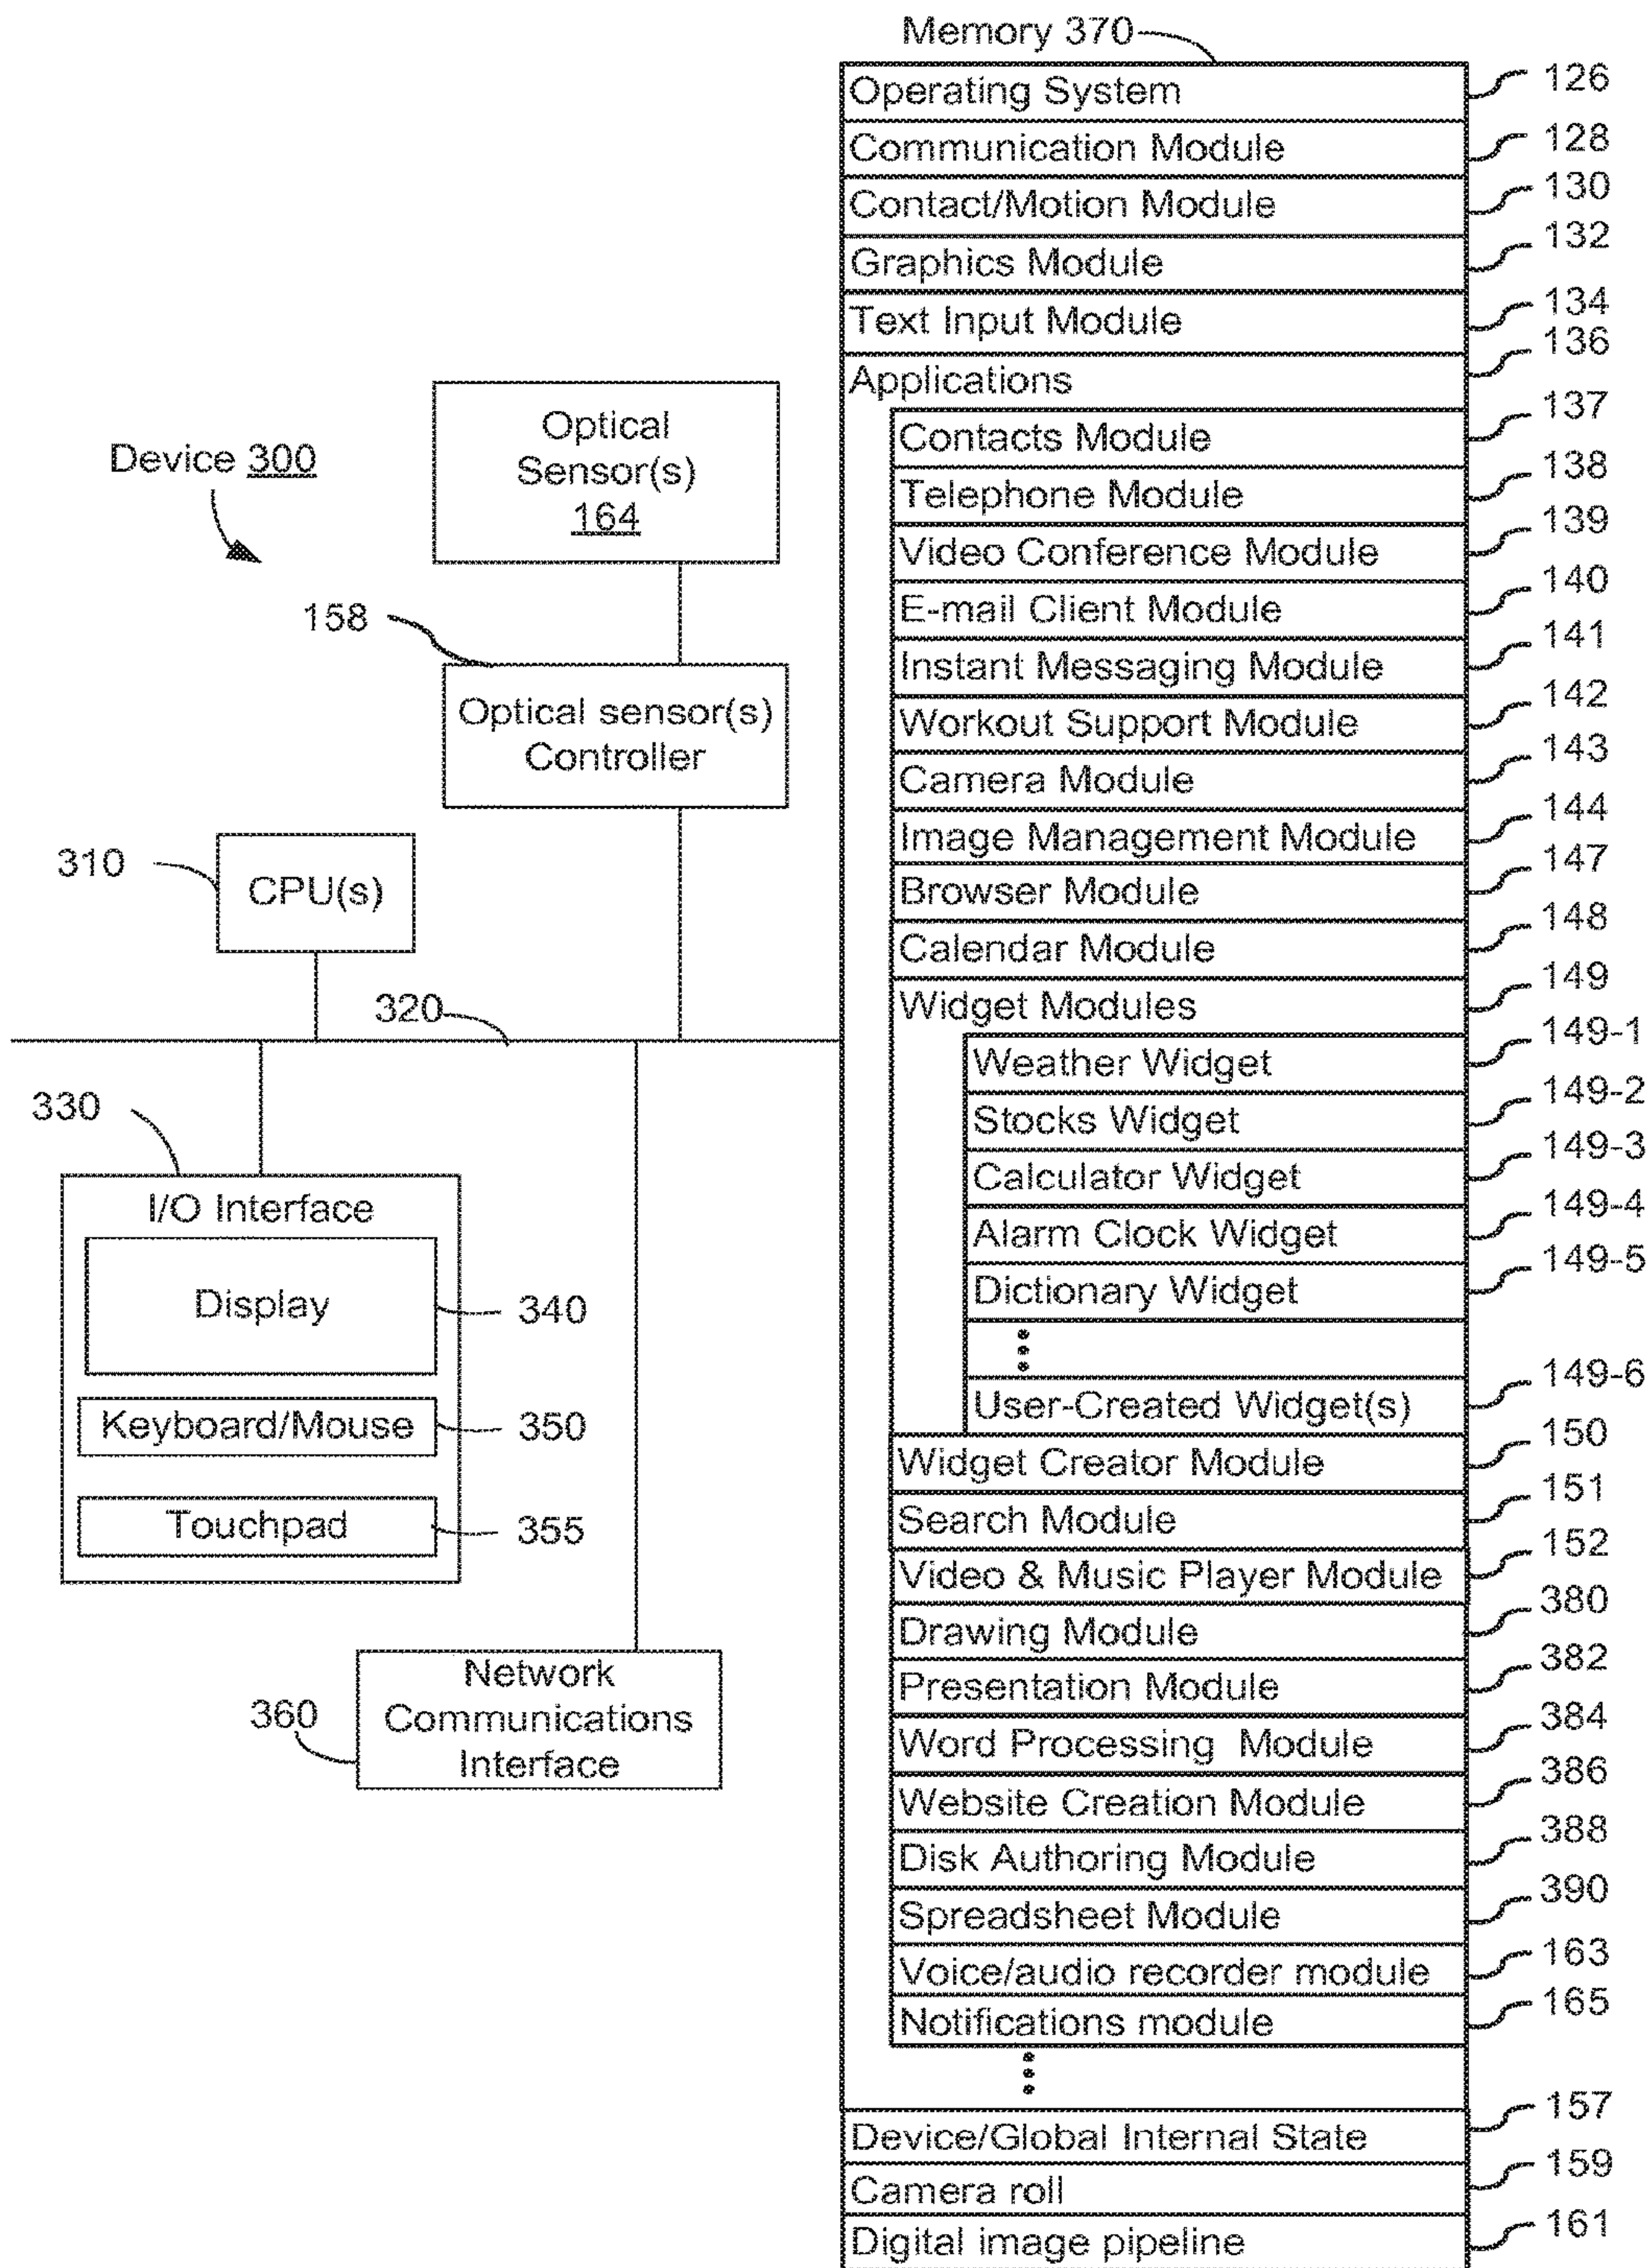 Memory 370
Operating System 126
Communication Module 128
Contact/Motion Module 130
Graphics Module 132
Text Input Module 134
Applications 136
Contacts Module 137
Telephone Module 138
Video Conference Module 139
E-mail Client Module 140
Instant Messaging Module 141
Workout Support Module 142
Camera Module 143
Image Management Module 144
Browser Module 147
Calendar Module 148
Widget Modules 149
Weather Widget 149-1
Stocks Widget 149-2
Calculator Widget 149-3
Alarm Clock Widget 149-4
Dictionary Widget 149-5
User-Created Widget(s) 149-6
Widget Creator Module 150
Search Module 151
Video & Music Player Module 152
Drawing Module 380
Presentation Module 382
Word Processing Module 384
Website Creation Module 386
Disk Authoring Module 388
Spreadsheet Module 390
Voice/audio recorder module 163
Notifications module 165
Device/Global Internal State 157
Camera roll 159
Digital image pipeline 161
Device 300
Optical
Sensor(s)
164
158
Optical sensor(s)
Controller
310
CPU(s)
320
330
I/O Interface
Display 340
Keyboard/Mouse 350
Touchpad 355
360
Network
Communications
Interface